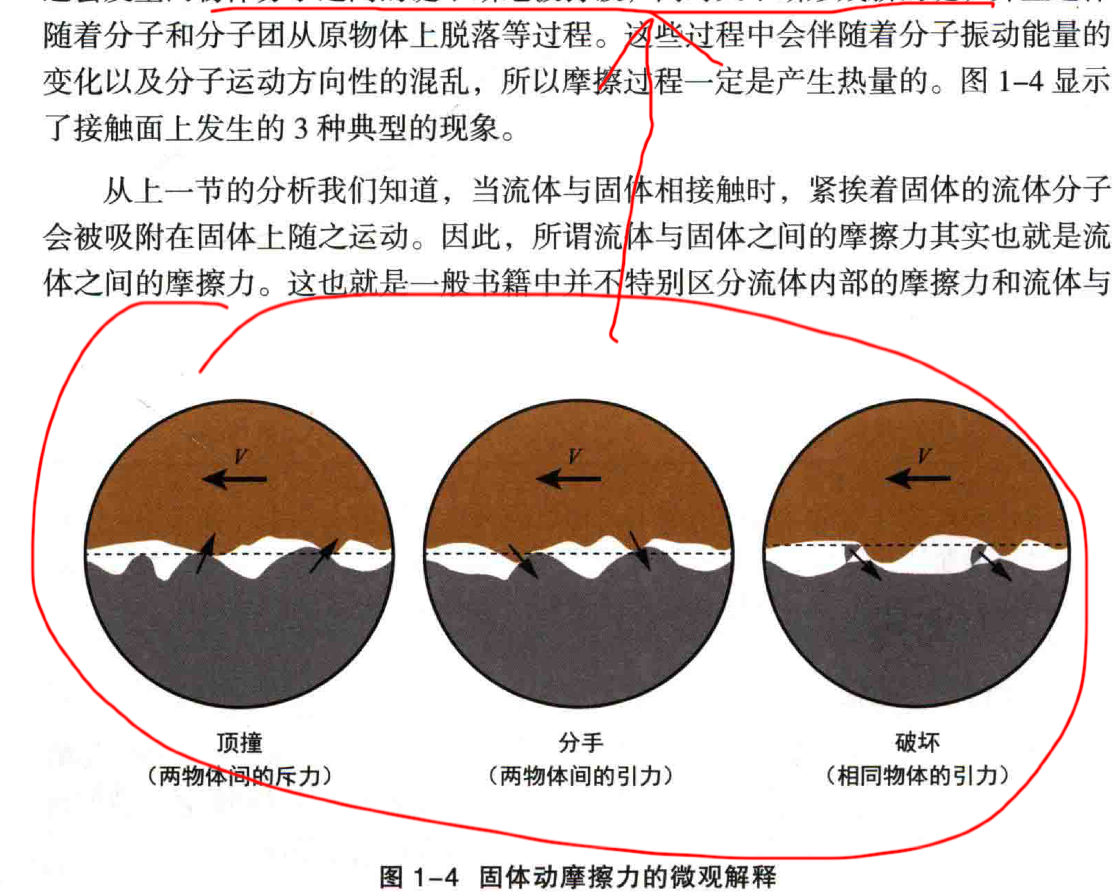 随着分子和分子团从原物体上脱落等过程。这些过程中会伴随着分子振动能量的
变化以及分子运动方向性的混乱，所以摩擦过程一定是产生热量的。图 1-4 显示
了接触面上发生的 3 种典型的现象。
从上一节的分析我们知道，当流体与固体相接触时，紧挨着固体的流体分子
会被吸附在固体上随之运动。因此，所谓流体与固体之间的摩擦力其实也就是流
体之间的摩擦力。这也就是一般书籍中并不特别区分流体内部的摩擦力和流体与
V
V
V
顶撞
（两物体间的斥力）
分手
（两物体间的引力）
破坏
（相同物体的引力）
图 1-4 固体动摩擦力的微观解释